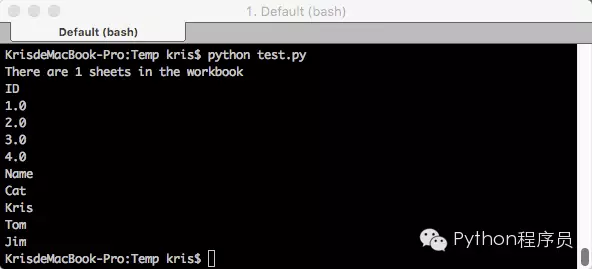 1. Default (bash)
Default (bash)
KrisdeMacBook-Pro:Temp kris$ python test.py
There are 1 sheets in the workbook
ID
1.0
2.0
3.0
4.0
Name
Cat
Kris
Tom
Jim
KrisdeMacBook-Pro:Temp kris$
Python程序员